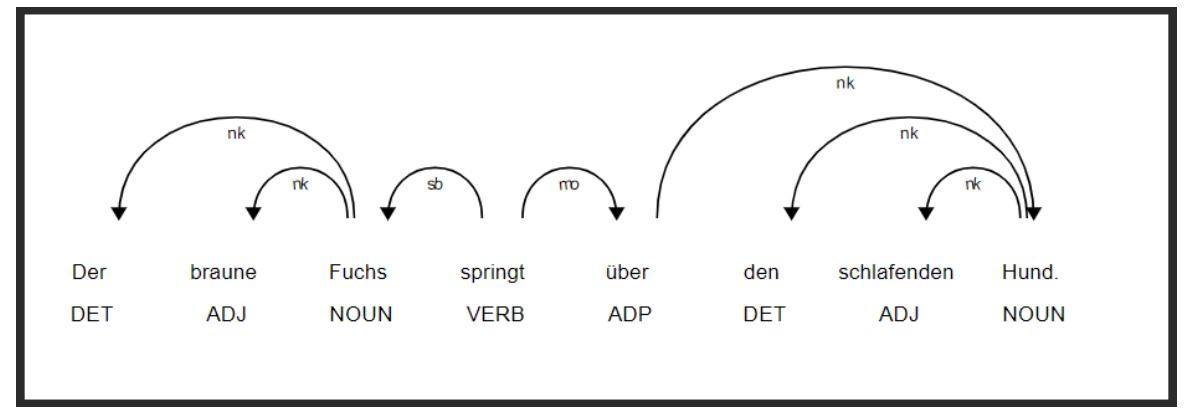 nk
nk nk
nk sb mo nk
Der braune Fuchs springt über den schlafenden Hund.
DET ADJ NOUN VERB ADP DET ADJ NOUN